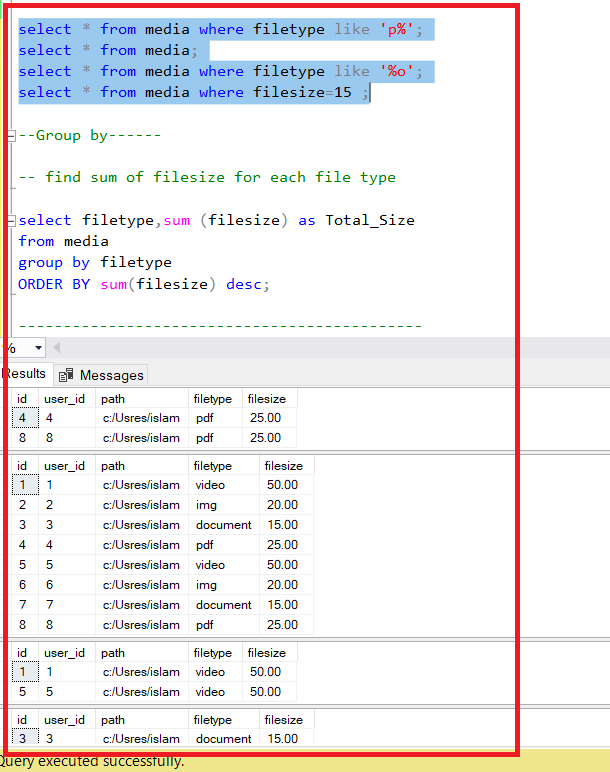 select * from media where filetype like 'p%';
select * from media;
select * from media where filetype like '%o';
select * from media where filesize=15 ;
--Group by------
-- find sum of filesize for each file type
select filetype,sum (filesize) as Total_Size
from media
group by filetype
ORDER BY sum(filesize) desc;
---------------------------------------------
%
Results Messages
id user_id path filetype filesize
4 4 c:/Usres/islam pdf 25.00
8 8 c:/Usres/islam pdf 25.00
id user_id path filetype filesize
1 1 c:/Usres/islam video 50.00
2 2 c:/Usres/islam img 20.00
3 3 c:/Usres/islam document 15.00
4 4 c:/Usres/islam pdf 25.00
5 5 c:/Usres/islam video 50.00
6 6 c:/Usres/islam img 20.00
7 7 c:/Usres/islam document 15.00
8 8 c:/Usres/islam pdf 25.00
id user_id path filetype filesize
1 1 c:/Usres/islam video 50.00
5 5 c:/Usres/islam video 50.00
id user_id path filetype filesize
3 3 c:/Usres/islam document 15.00
Query executed successfully.